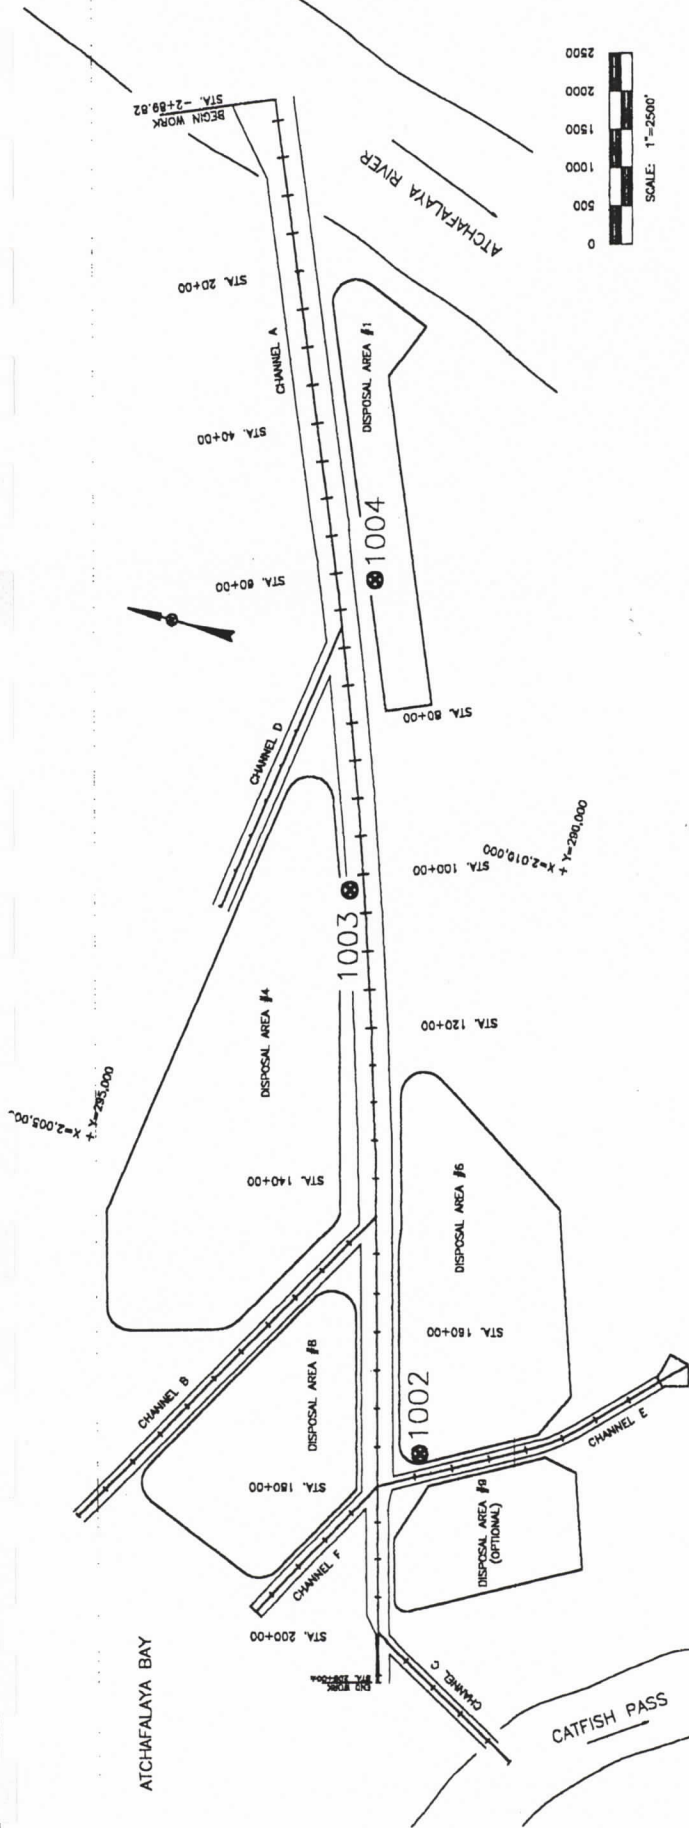 STA. -2+89.82
BEGIN WORK
ATCHAFALAYA RIVER
0 500 1000 1500 2000 2500
SCALE: 1"=2500'
STA. 20+00
CHANNEL A
DISPOSAL AREA #1
STA. 40+00
1004
STA. 60+00
STA. 80+00
CHANNEL D
X=2,010,000
+ Y=290,000
STA. 100+00
1003
DISPOSAL AREA #4
STA. 120+00
+ Y=295,000
STA. 140+00
DISPOSAL AREA #6
STA. 160+00
DISPOSAL AREA #8
CHANNEL B
1002
CHANNEL E
STA. 180+00
DISPOSAL AREA #9
(OPTIONAL)
CHANNEL F
STA. 200+00
END WORK
CHANNEL C
ATCHAFALAYA BAY
CATFISH PASS